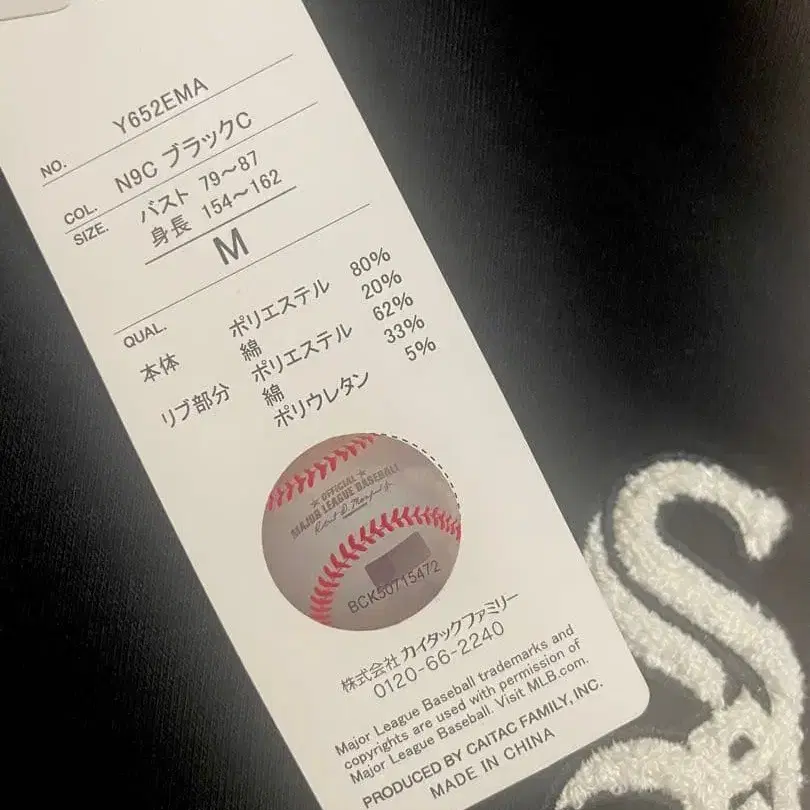 NO. Y652EMA
COL. N9C ブラックC
SIZE. バスト 79～87
身長 154～162
M
QUAL.
本体 ポリエステル 80%
綿 20%
リブ部分 ポリエステル 62%
綿 33%
ポリウレタン 5%
★ OFFICIAL ★
MAJOR LEAGUE BASEBALL
BCK50715472
株式会社カイタックファミリー
0120-66-2240
Major League Baseball trademarks and
copyrights are used with permission of
Major League Baseball. Visit MLB.com.
PRODUCED BY CAITAC FAMILY, INC.
MADE IN CHINA